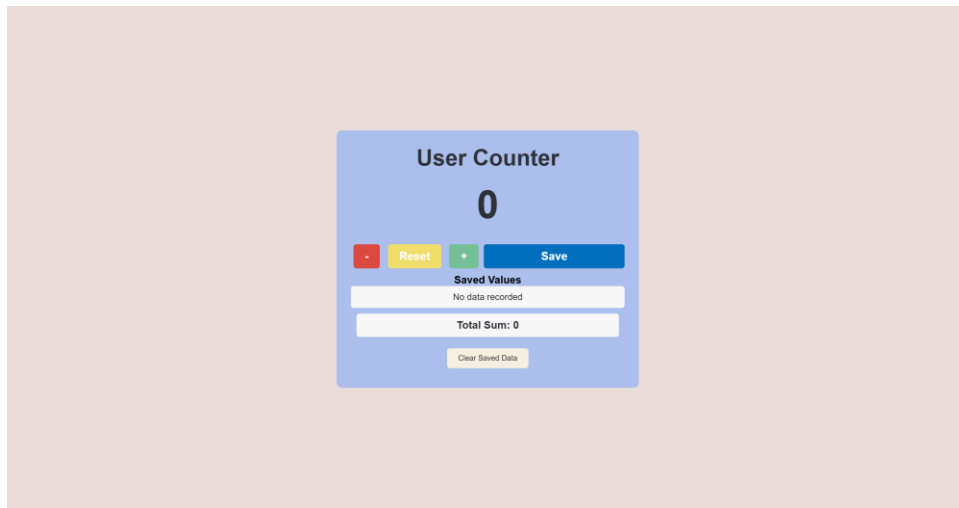 User Counter
0
- Reset + Save
Saved Values
No data recorded
Total Sum: 0
Clear Saved Data